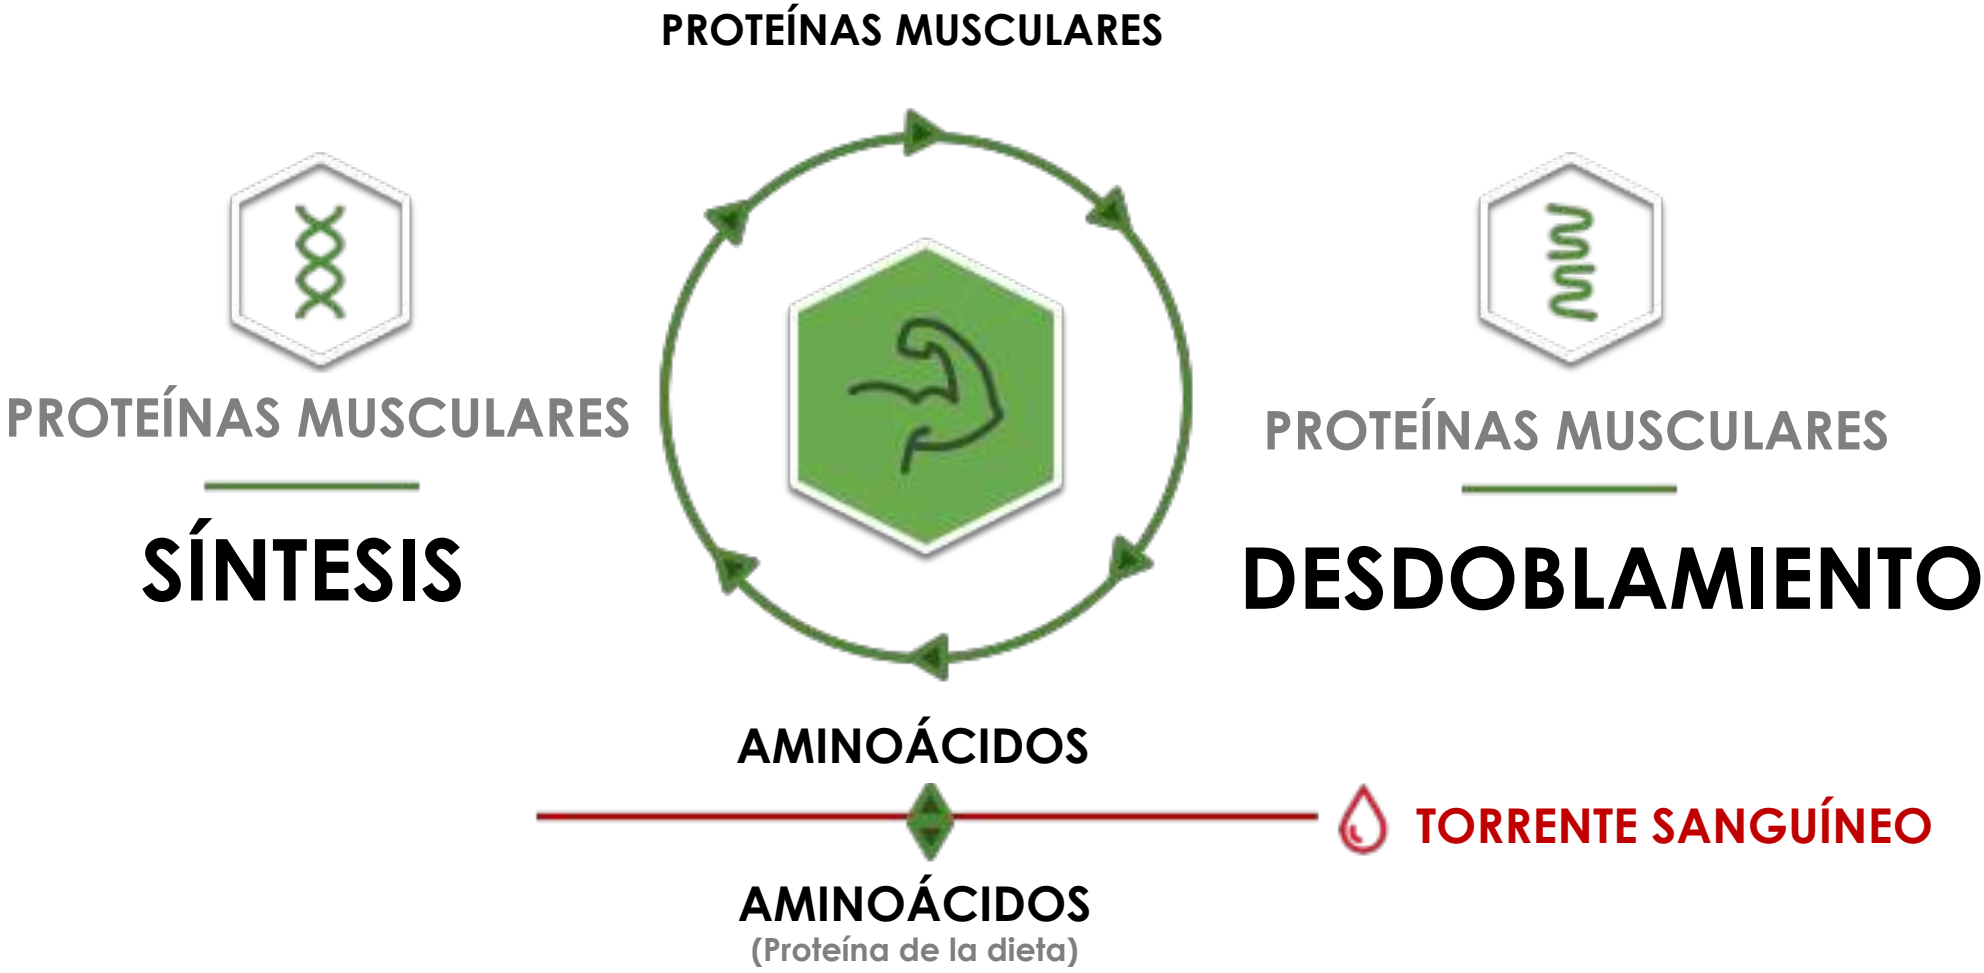 PROTEÍNAS MUSCULARES
PROTEÍNAS MUSCULARES
SÍNTESIS
PROTEÍNAS MUSCULARES
DESDOBLAMIENTO
AMINOÁCIDOS
TORRENTE SANGUÍNEO
AMINOÁCIDOS
(Proteína de la dieta)